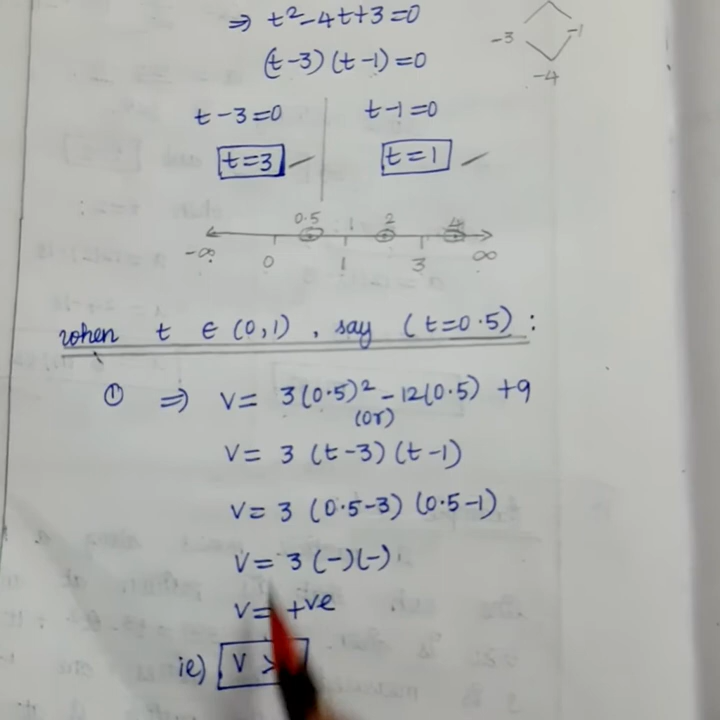 ⇒ t²-4t+3=0
-3 -1
-4
(t-3)(t-1)=0
t-3=0 t-1=0
t=3 t=1
0.5 1 2 4
-∞ 0 1 3 ∞
when t ∈ (0,1), say (t=0.5):
① ⇒ V= 3(0.5)²-12(0.5)+9
(or)
V= 3 (t-3)(t-1)
V= 3 (0.5-3)(0.5-1)
V= 3(-)(-)
V= +ve
ie) V >